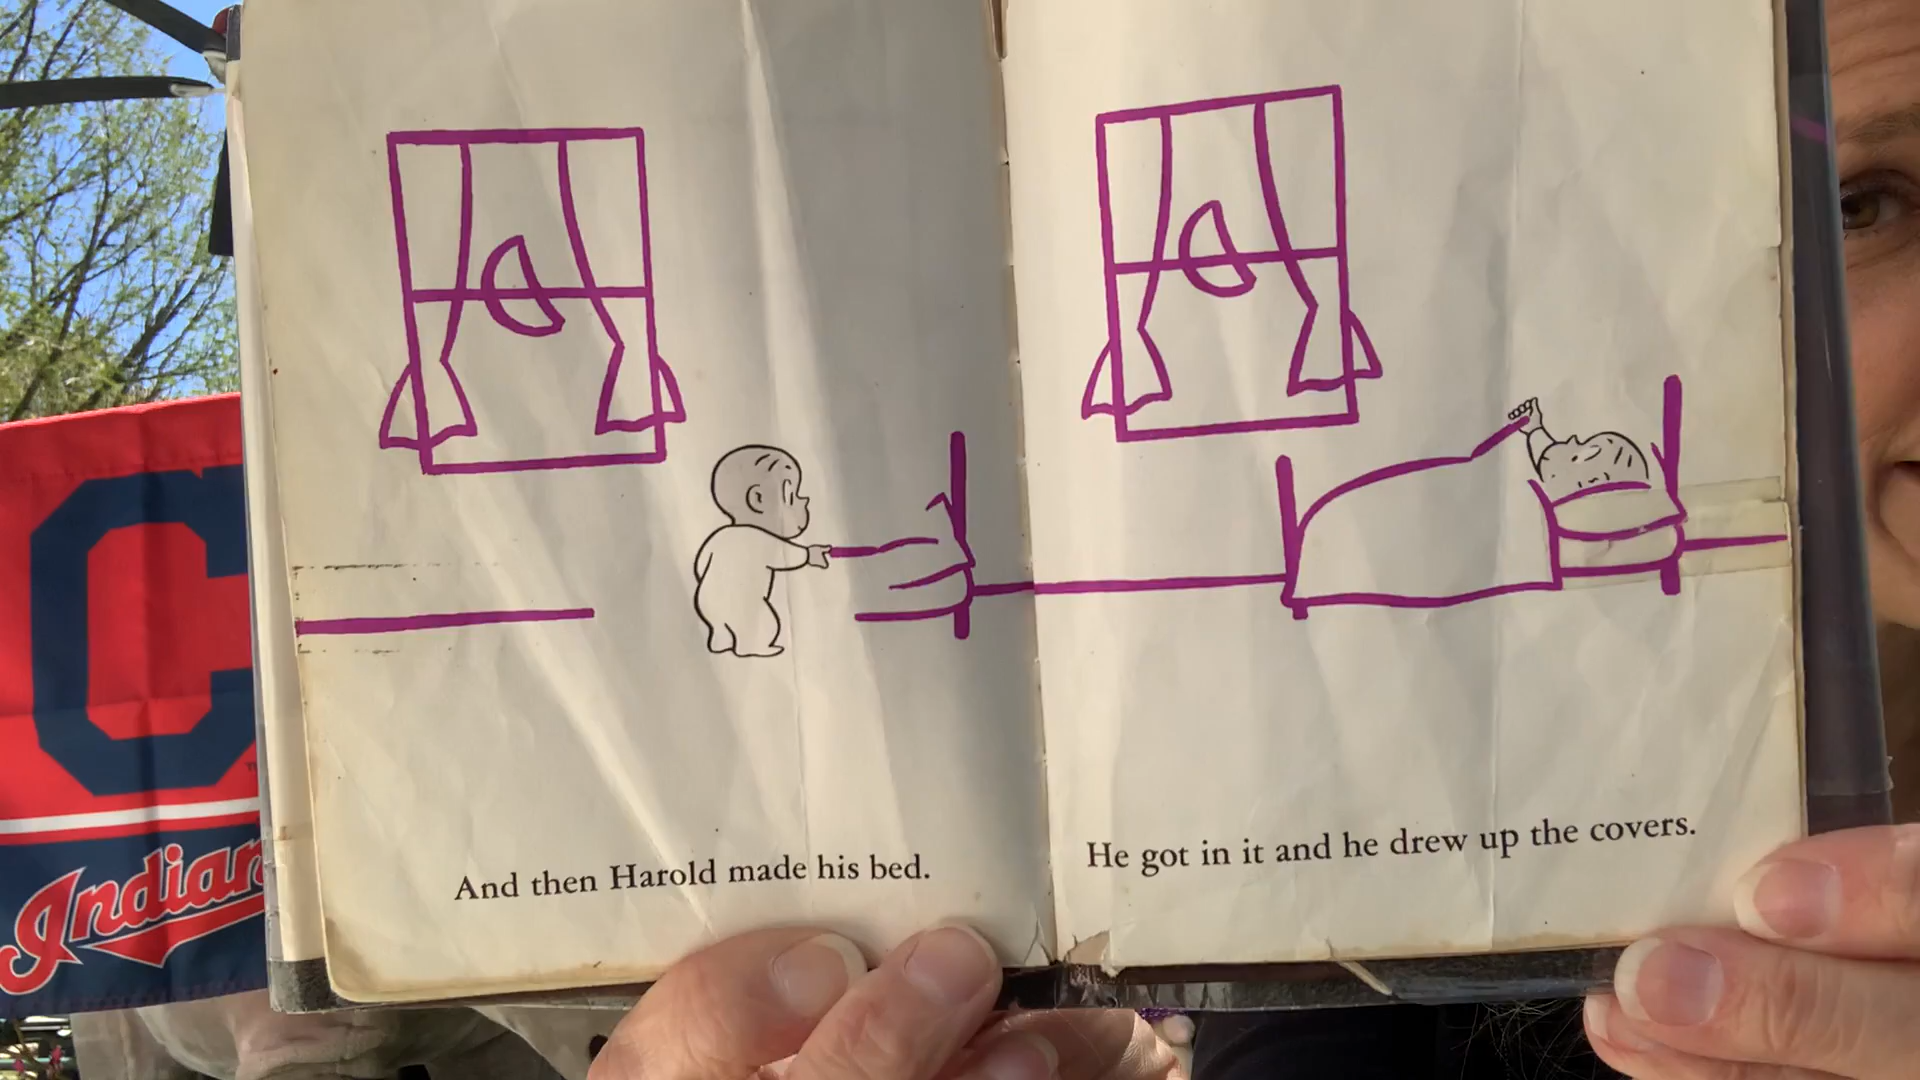 C
Indian
And then Harold made his bed.
He got in it and he drew up the covers.